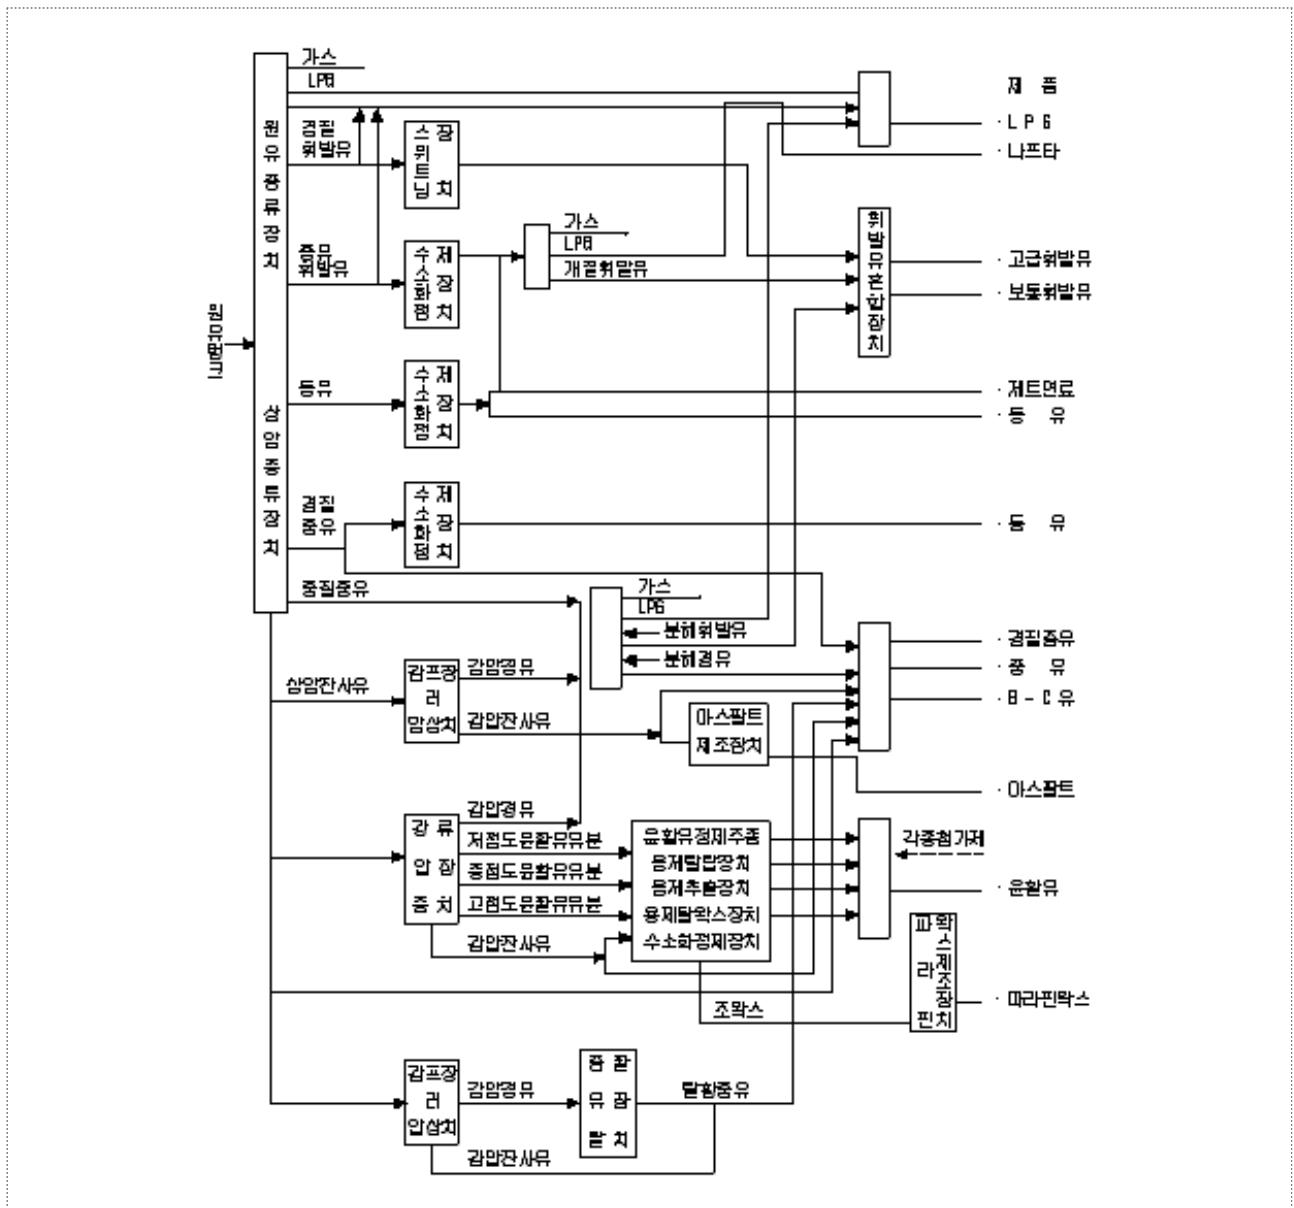 가스
LPG
제 품
· L P G
· 나프타
경질
휘발유
스위트닝
장치
원유증류장치
가스
LPG
개질휘발유
중유
휘발유
수소화정
제장치
휘발유혼합장치
· 고급휘발유
· 보통휘발유
원유탱크
등유
수소화정
제장치
· 제트연료
· 등 유
상압증류장치
경질
중유
수소화정
제장치
· 등 유
중질중유
가스
LPG
분해휘발유
분해경유
· 경질중유
· 중 유
· B - C유
상압잔사유
감프장
러
압상치
감압경유
감압잔사유
아스팔트
제조장치
· 아스팔트
감압경유
감 류
압 장
증 치
저점도윤활유유분
중점도윤활유유분
고점도윤활유유분
감압잔사유
윤활유정제주종
용제탈랍장치
용제추출장치
용제탈왁스장치
수소화정제장치
각종첨가제
· 윤활유
파라핀
왁스제조장치
· 파라핀왁스
조왁스
감프장
러
압상치
감압경유
감압잔사유
중 황
유 장
탈 치
탈황중유